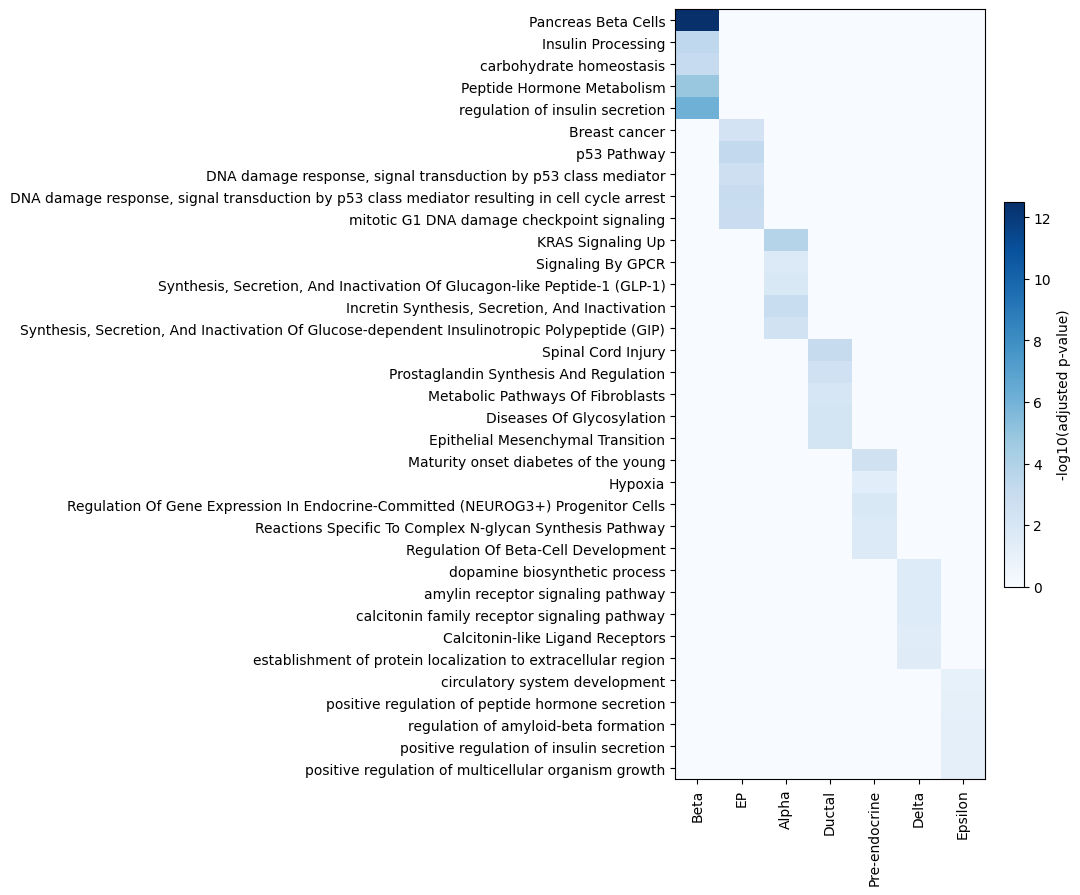 Pancreas Beta Cells
Insulin Processing
carbohydrate homeostasis
Peptide Hormone Metabolism
regulation of insulin secretion
Breast cancer
p53 Pathway
DNA damage response, signal transduction by p53 class mediator
DNA damage response, signal transduction by p53 class mediator resulting in cell cycle arrest
mitotic G1 DNA damage checkpoint signaling
KRAS Signaling Up
Signaling By GPCR
Synthesis, Secretion, And Inactivation Of Glucagon-like Peptide-1 (GLP-1)
Incretin Synthesis, Secretion, And Inactivation
Synthesis, Secretion, And Inactivation Of Glucose-dependent Insulinotropic Polypeptide (GIP)
Spinal Cord Injury
Prostaglandin Synthesis And Regulation
Metabolic Pathways Of Fibroblasts
Diseases Of Glycosylation
Epithelial Mesenchymal Transition
Maturity onset diabetes of the young
Hypoxia
Regulation Of Gene Expression In Endocrine-Committed (NEUROG3+) Progenitor Cells
Reactions Specific To Complex N-glycan Synthesis Pathway
Regulation Of Beta-Cell Development
dopamine biosynthetic process
amylin receptor signaling pathway
calcitonin family receptor signaling pathway
Calcitonin-like Ligand Receptors
establishment of protein localization to extracellular region
circulatory system development
positive regulation of peptide hormone secretion
regulation of amyloid-beta formation
positive regulation of insulin secretion
positive regulation of multicellular organism growth
Beta
EP
Alpha
Ductal
Pre-endocrine
Delta
Epsilon
12
10
8
6
4
2
0
-log10(adjusted p-value)